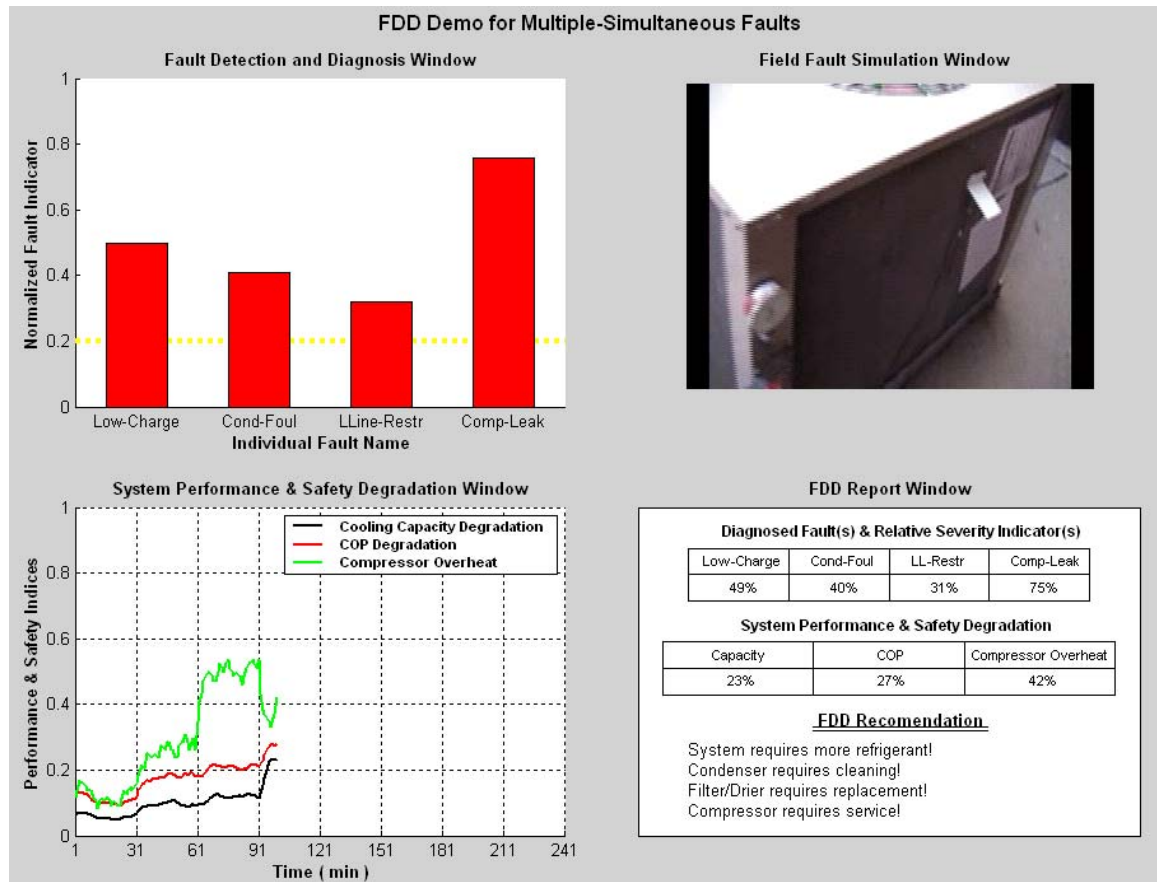 FDD Demo for Multiple-Simultaneous Faults
Fault Detection and Diagnosis Window
1
0.8
0.6
0.4
0.2
0
Normalized Fault Indicator
Low-Charge Cond-Foul LLine-Restr Comp-Leak
Individual Fault Name
Field Fault Simulation Window
System Performance & Safety Degradation Window
1
0.8
0.6
0.4
0.2
0
Performance & Safety Indices
Cooling Capacity Degradation
COP Degradation
Compressor Overheat
1 31 61 91 121 151 181 211 241
Time ( min )
FDD Report Window
Diagnosed Fault(s) & Relative Severity Indicator(s)
Low-Charge Cond-Foul LL-Restr Comp-Leak
49% 40% 31% 75%
System Performance & Safety Degradation
Capacity COP Compressor Overheat
23% 27% 42%
FDD Recomendation
System requires more refrigerant!
Condenser requires cleaning!
Filter/Drier requires replacement!
Compressor requires service!